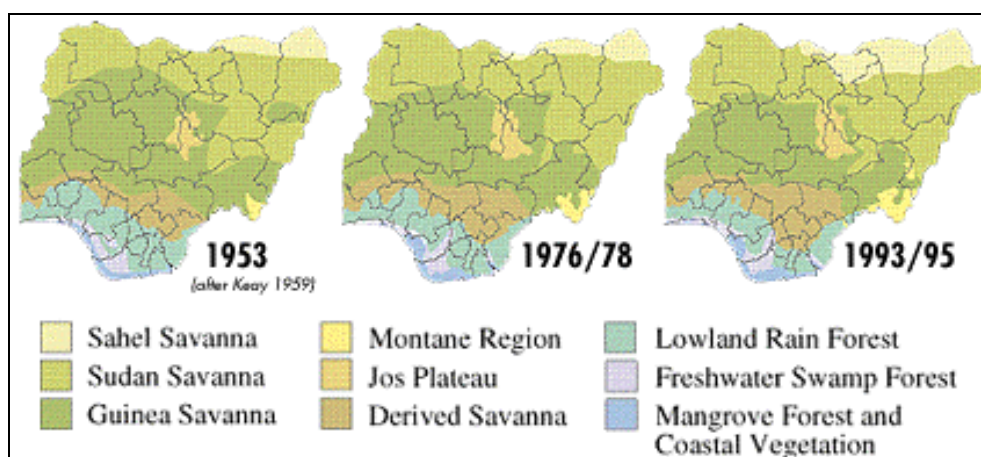 1953
(after Keay 1959)
1976/78
1993/95
Sahel Savanna
Sudan Savanna
Guinea Savanna
Montane Region
Jos Plateau
Derived Savanna
Lowland Rain Forest
Freshwater Swamp Forest
Mangrove Forest and
Coastal Vegetation